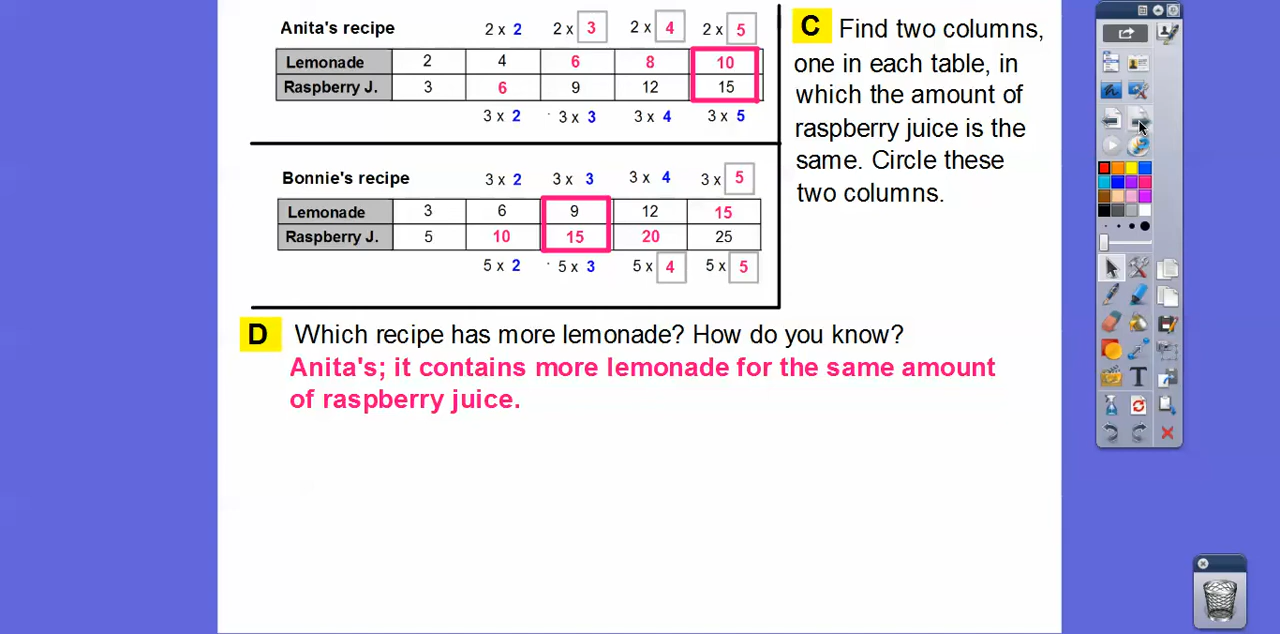 Anita's recipe 2 x 2 2 x 3 2 x 4 2 x 5
Lemonade 2 4 6 8 10
Raspberry J. 3 6 9 12 15
3 x 2 3 x 3 3 x 4 3 x 5
Bonnie's recipe 3 x 2 3 x 3 3 x 4 3 x 5
Lemonade 3 6 9 12 15
Raspberry J. 5 10 15 20 25
5 x 2 5 x 3 5 x 4 5 x 5
C Find two columns,
one in each table, in
which the amount of
raspberry juice is the
same. Circle these
two columns.
D Which recipe has more lemonade? How do you know?
Anita's; it contains more lemonade for the same amount
of raspberry juice.
T